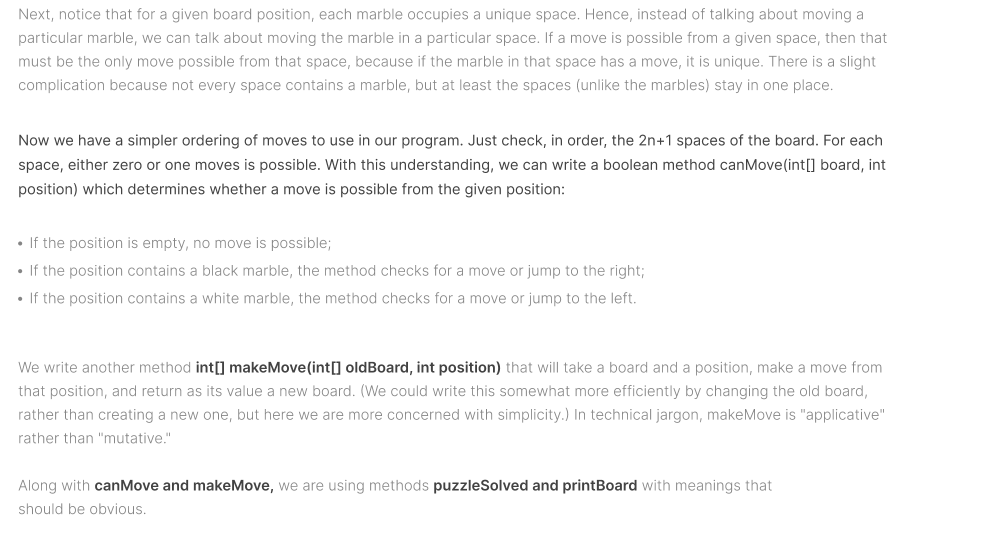 Next, notice that for a given board position, each marble occupies a unique space. Hence, instead of talking about moving a
particular marble, we can talk about moving the marble in a particular space. If a move is possible from a given space, then that
must be the only move possible from that space, because if the marble in that space has a move, it is unique. There is a slight
complication because not every space contains a marble, but at least the spaces (unlike the marbles) stay in one place.
Now we have a simpler ordering of moves to use in our program. Just check, in order, the 2n+1 spaces of the board. For each
space, either zero or one moves is possible. With this understanding, we can write a boolean method canMove(int[] board, int
position) which determines whether a move is possible from the given position:
• If the position is empty, no move is possible;
• If the position contains a black marble, the method checks for a move or jump to the right;
• If the position contains a white marble, the method checks for a move or jump to the left.
We write another method int[] makeMove(int[] oldBoard, int position) that will take a board and a position, make a move from
that position, and return as its value a new board. (We could write this somewhat more efficiently by changing the old board,
rather than creating a new one, but here we are more concerned with simplicity.) In technical jargon, makeMove is "applicative"
rather than "mutative."
Along with canMove and makeMove, we are using methods puzzleSolved and printBoard with meanings that
should be obvious.